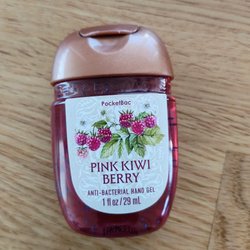 PocketBac
PINK KIWI
BERRY
ANTI-BACTERIAL HAND GEL
1 fl oz / 29 mL